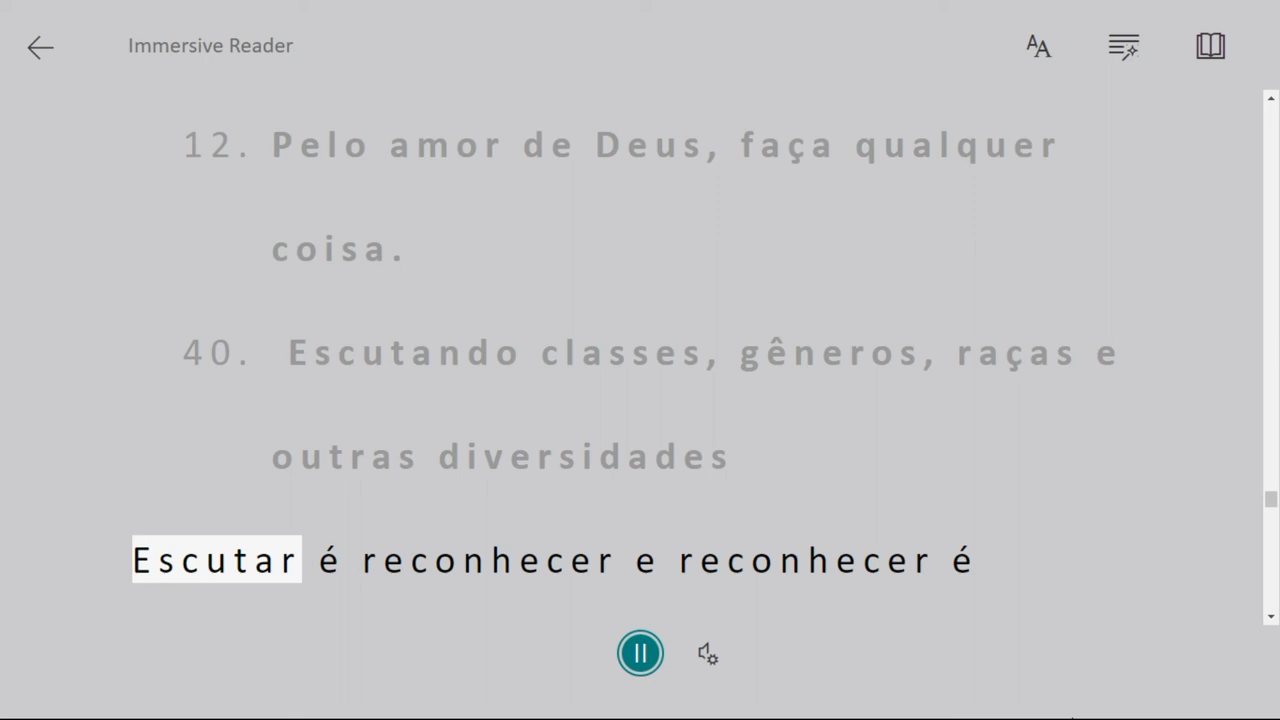 Immersive Reader
12. Pelo amor de Deus, faça qualquer
coisa.
40. Escutando classes, gêneros, raças e
outras diversidades
Escutar é reconhecer e reconhecer é